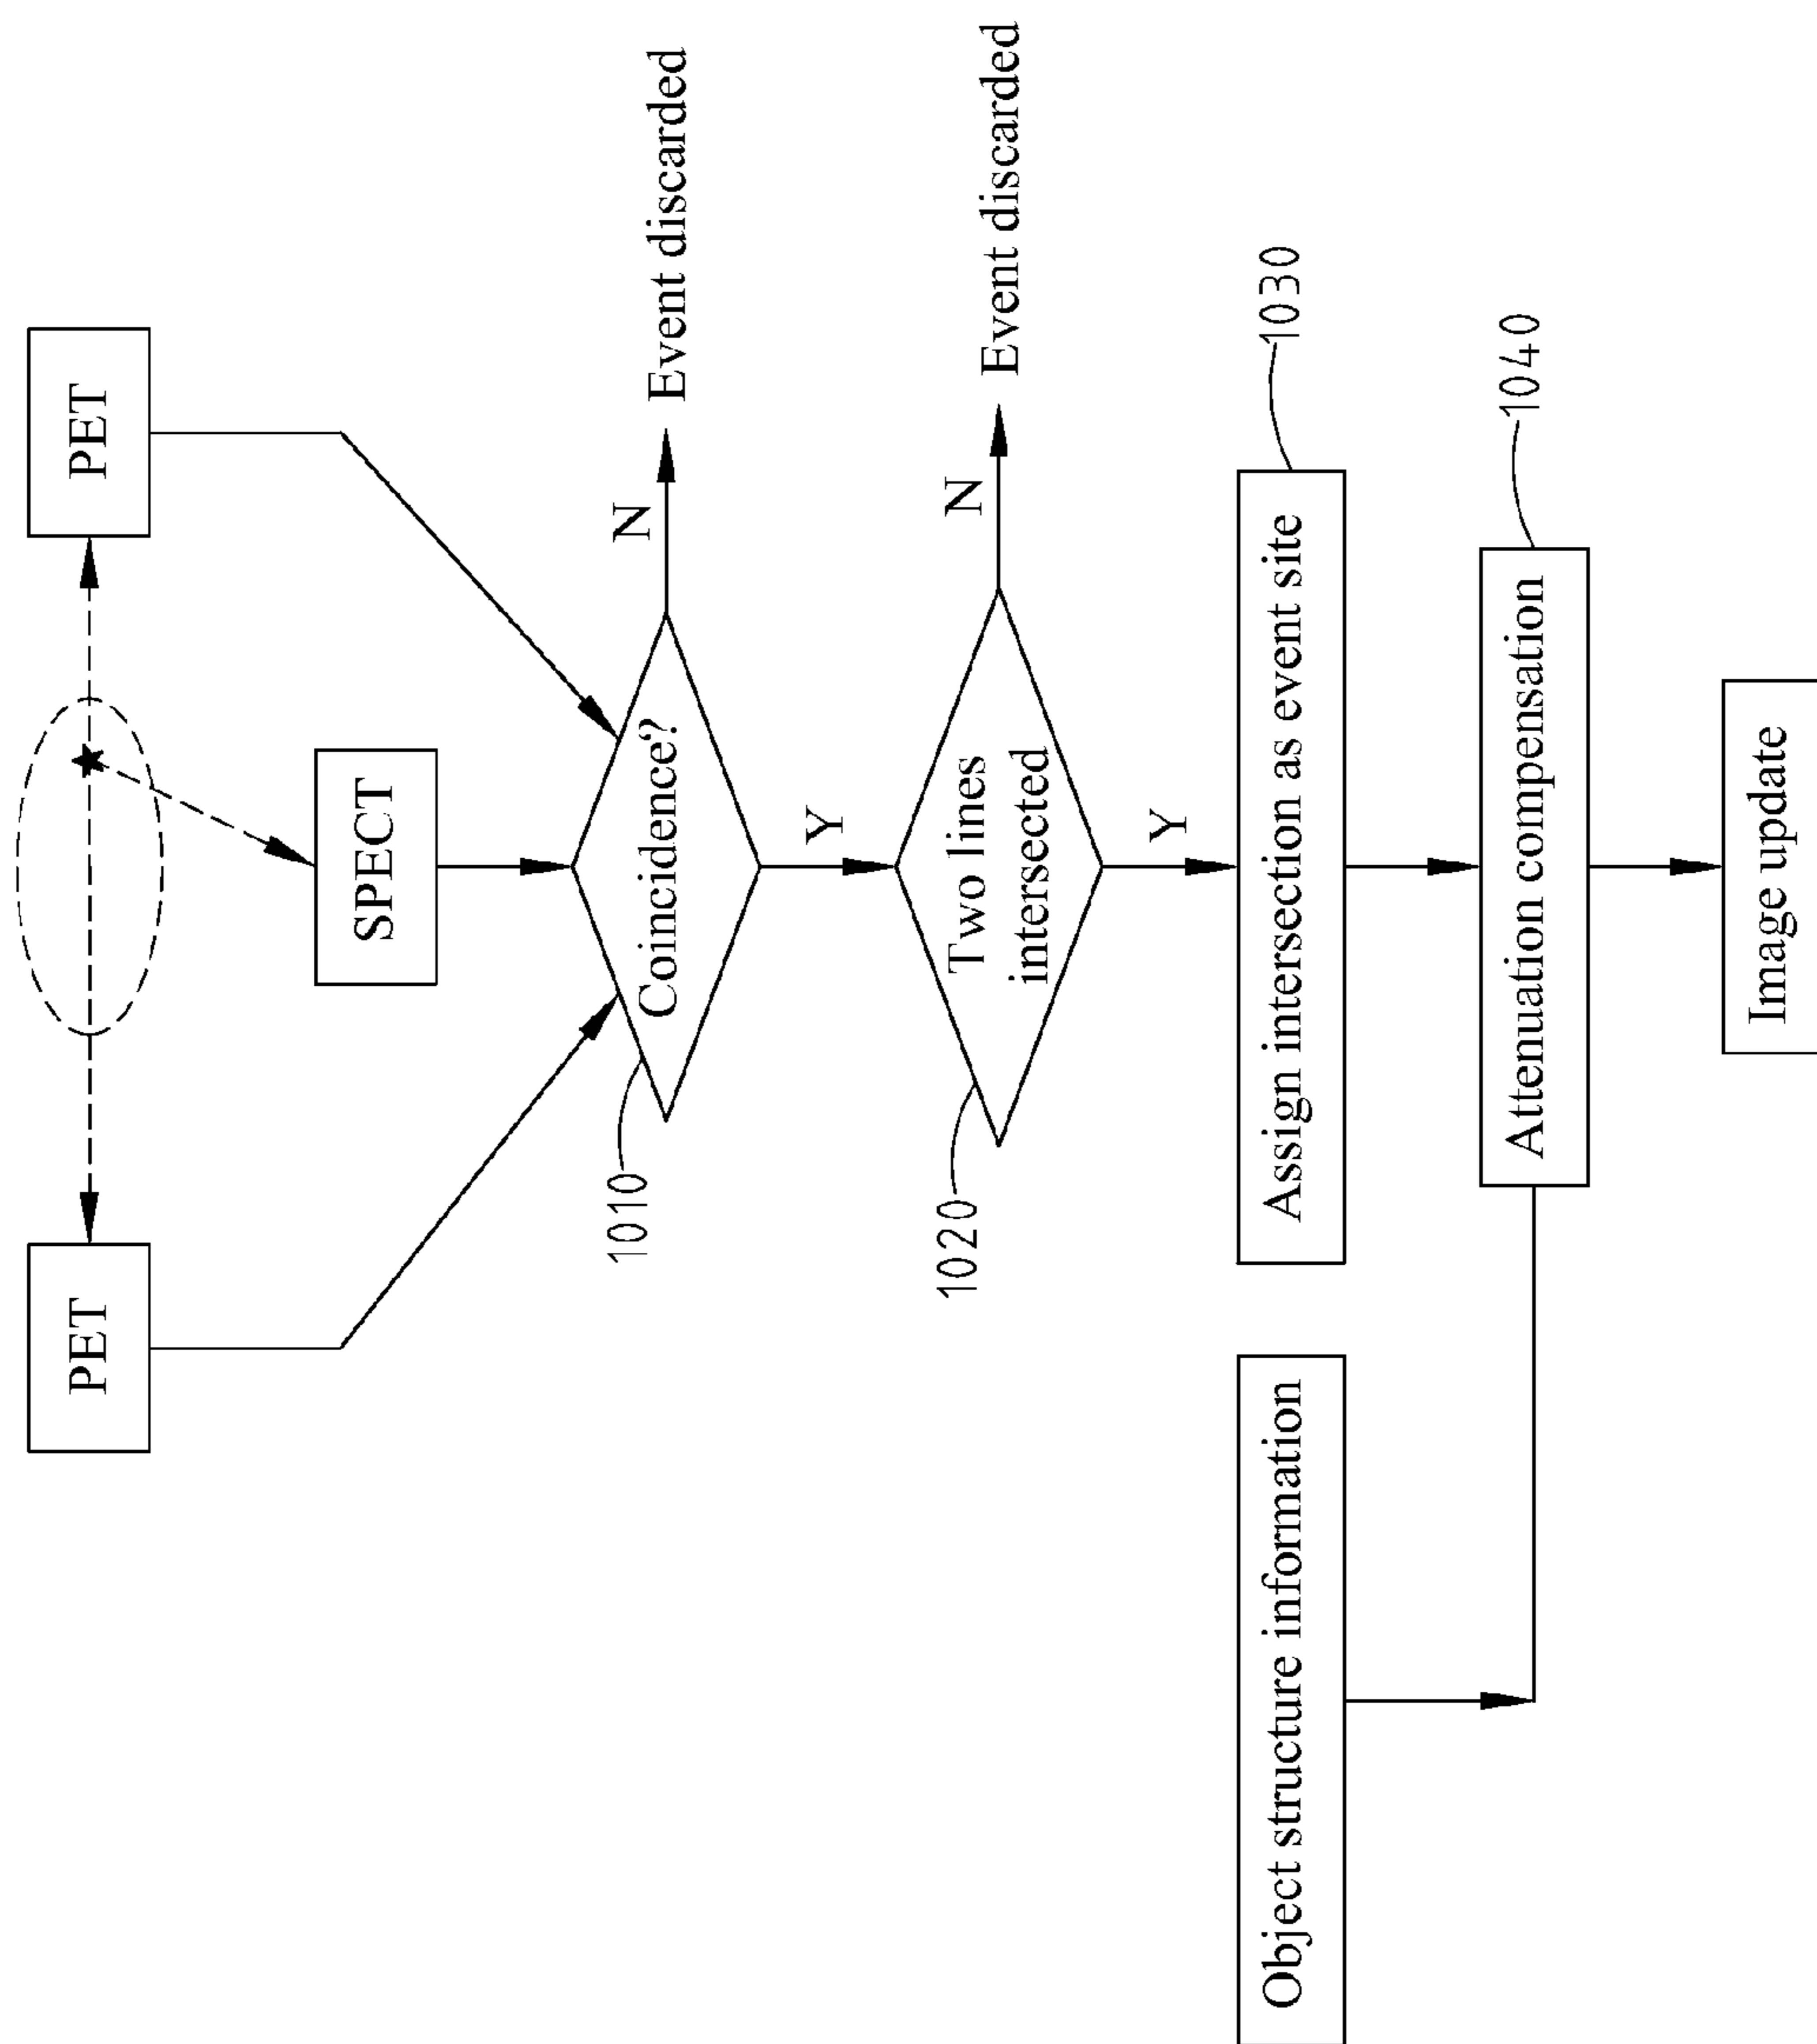 PET
PET
SPECT
Coincidence?
1010
N
Event discarded
Y
Two lines
intersected
1020
N
Event discarded
Y
Object structure information
Assign intersection as event site
1030
Attenuation compensation
1040
Image update